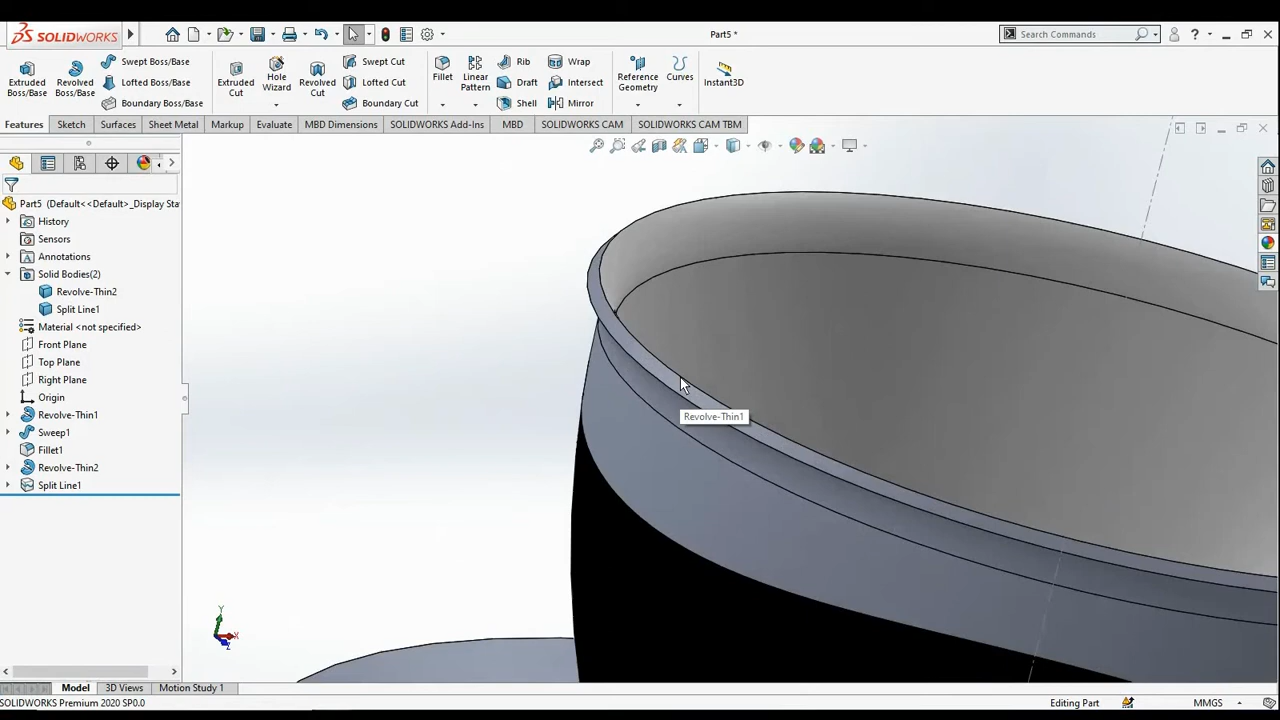 SOLIDWORKS
Part5 *
Search Commands
Extruded Boss/Base
Revolved Boss/Base
Swept Boss/Base
Lofted Boss/Base
Boundary Boss/Base
Extruded Cut
Hole Wizard
Revolved Cut
Swept Cut
Lofted Cut
Boundary Cut
Fillet
Linear Pattern
Rib
Draft
Shell
Wrap
Intersect
Mirror
Reference Geometry
Curves
Instant3D
Features
Sketch
Surfaces
Sheet Metal
Markup
Evaluate
MBD Dimensions
SOLIDWORKS Add-Ins
MBD
SOLIDWORKS CAM
SOLIDWORKS CAM TBM
Part5 (Default<<Default>_Display Sta
History
Sensors
Annotations
Solid Bodies(2)
Revolve-Thin2
Split Line1
Material <not specified>
Front Plane
Top Plane
Right Plane
Origin
Revolve-Thin1
Sweep1
Fillet1
Revolve-Thin2
Split Line1
Revolve-Thin1
Y
X
Z
Model
3D Views
Motion Study 1
SOLIDWORKS Premium 2020 SP0.0
Editing Part
MMGS